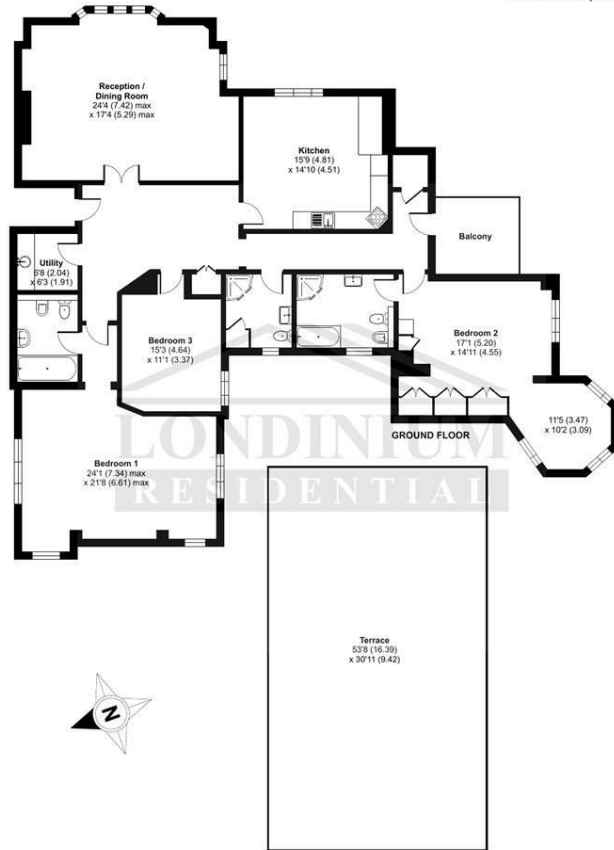 Reception /
Dining Room
24'4 (7.42) max
x 17'4 (5.29) max
Kitchen
15'9 (4.81)
x 14'10 (4.51)
Balcony
Utility
6'8 (2.04)
x 6'3 (1.91)
Bedroom 3
15'3 (4.64)
x 11'1 (3.37)
Bedroom 2
17'1 (5.20)
x 14'11 (4.55)
11'5 (3.47)
x 10'2 (3.09)
GROUND FLOOR
LONDINIUM
RESIDENTIAL
Bedroom 1
24'1 (7.34) max
x 21'8 (6.61) max
Terrace
53'8 (16.39)
x 30'11 (9.42)
N